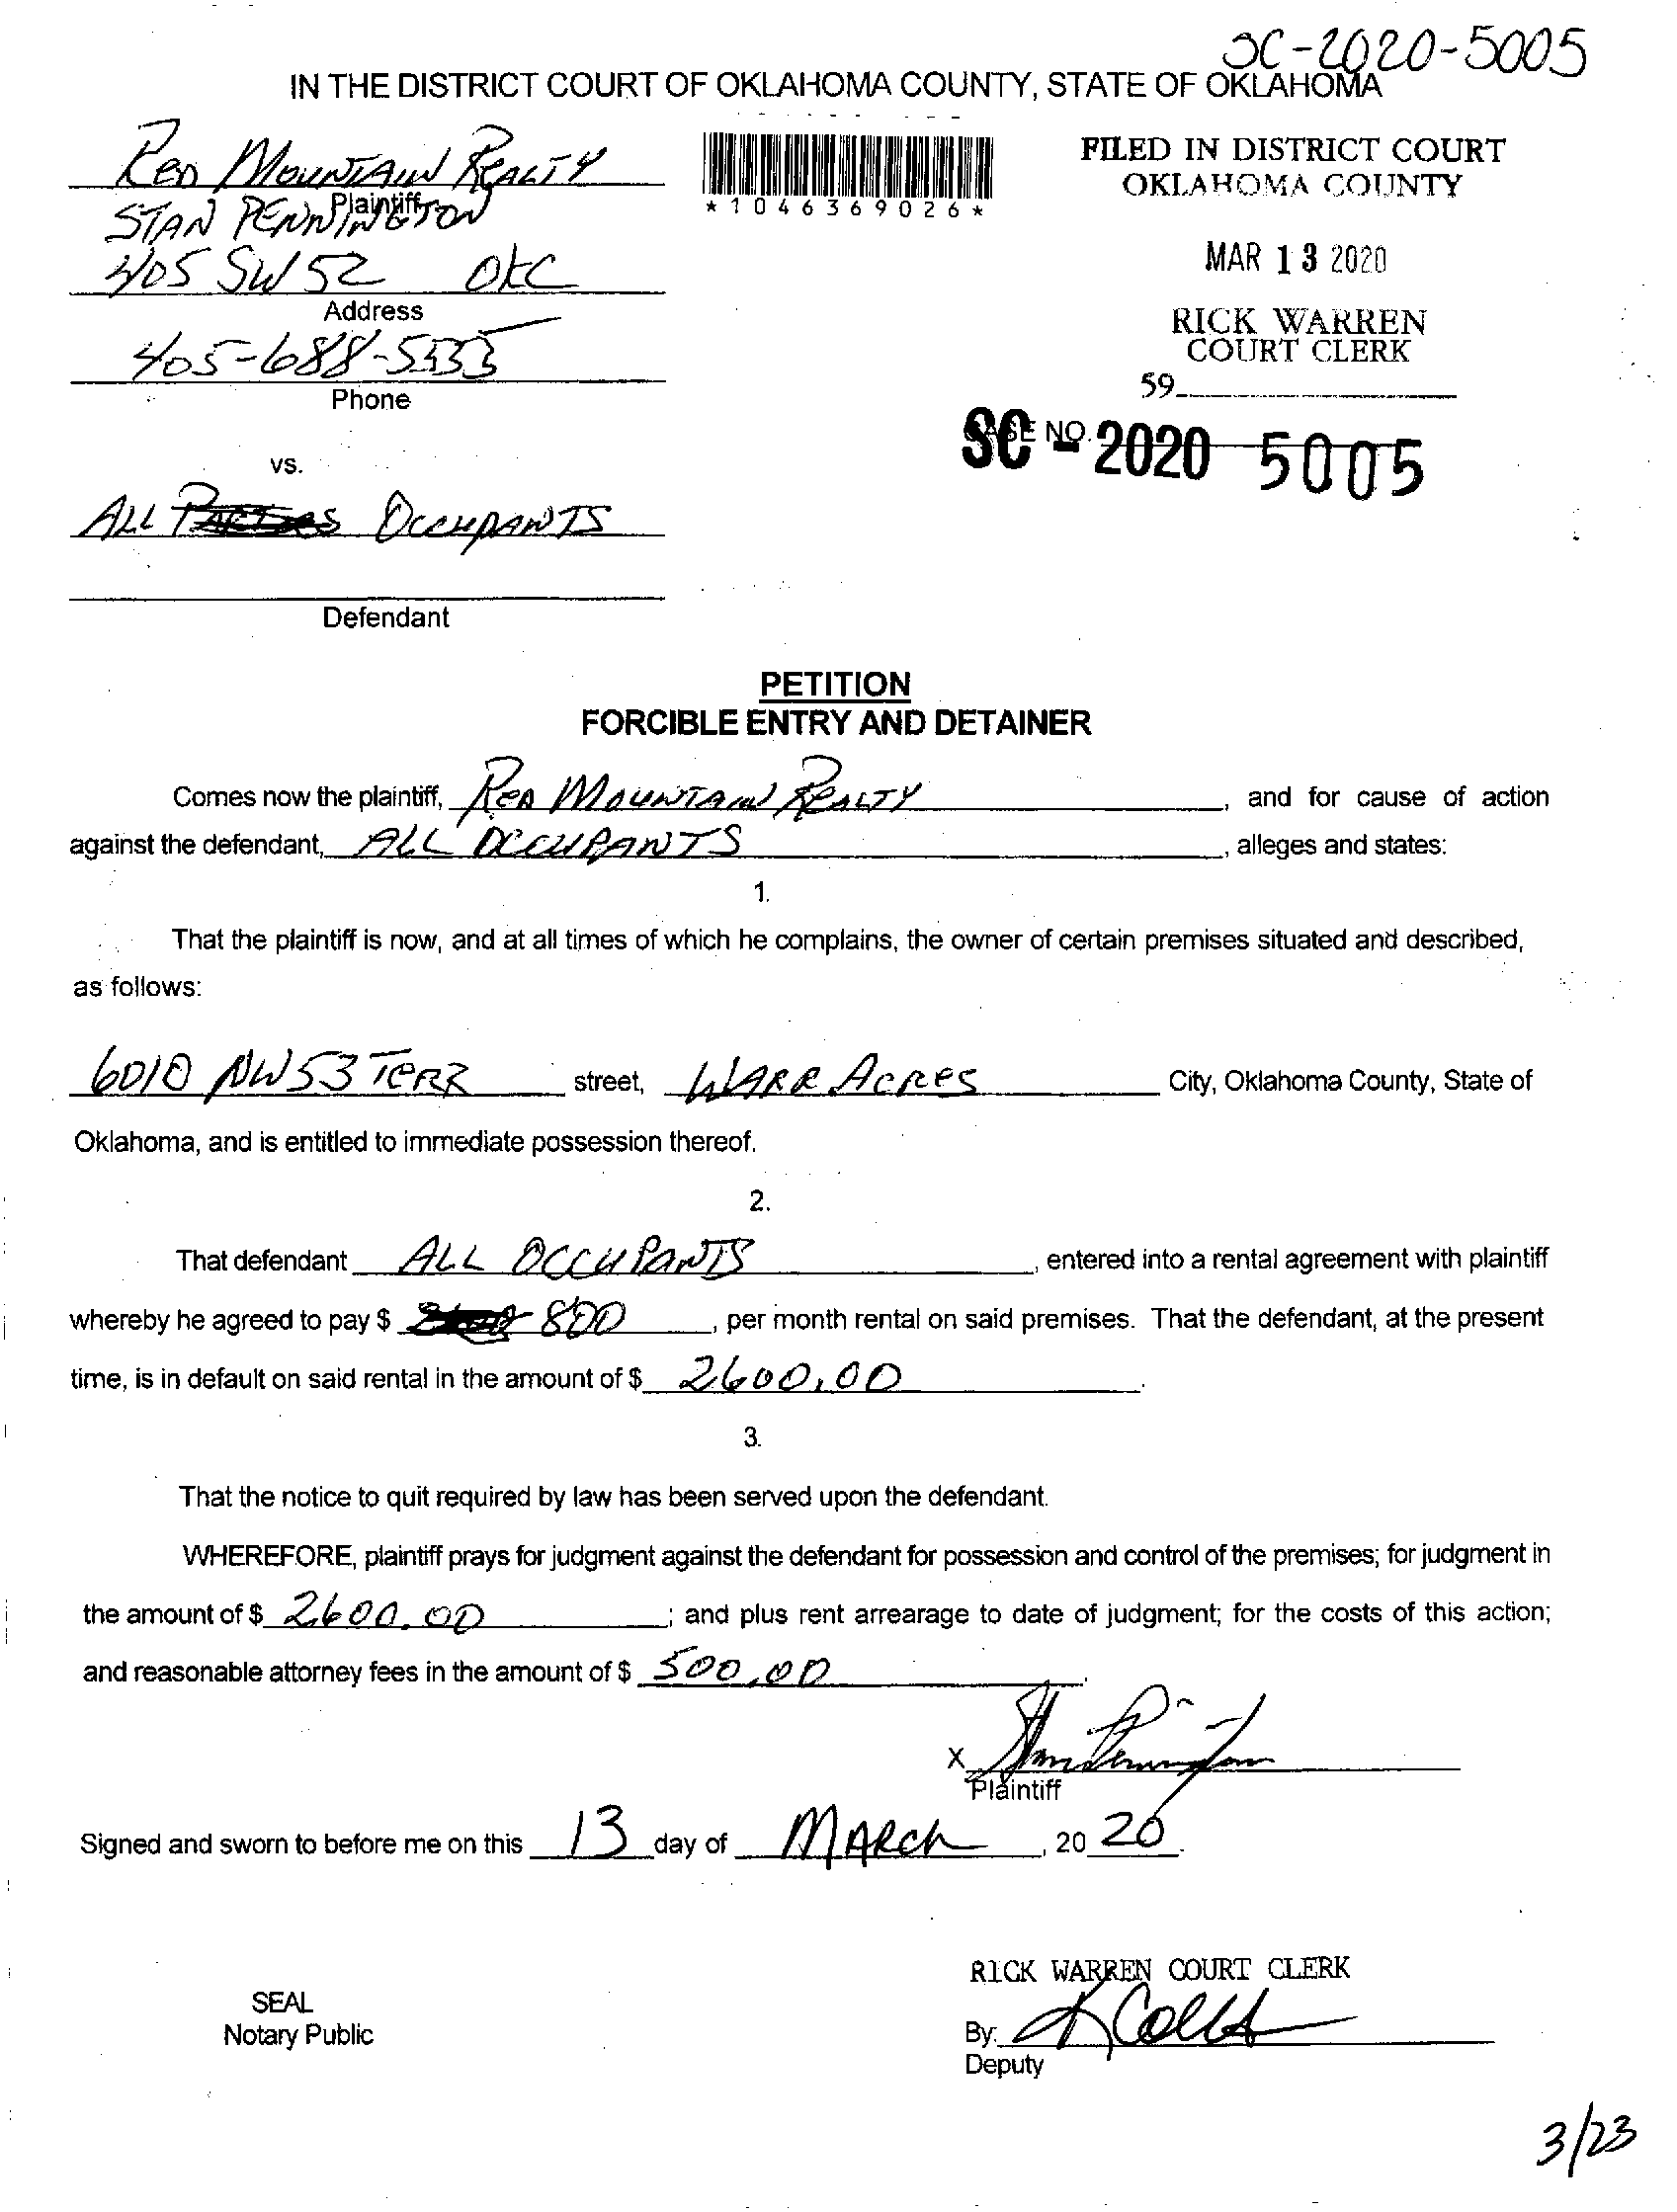 SC-2020-5005
IN THE DISTRICT COURT OF OKLAHOMA COUNTY, STATE OF OKLAHOMA
RED MOUNTAIN REALTY
Plaintiff
STAN PENNINGTON
405 SW 52 OKC
Address
405-688-5333
Phone
*1046369026*
FILED IN DISTRICT COURT
OKLAHOMA COUNTY
MAR 13 2020
RICK WARREN
COURT CLERK
59
CASE NO.
SC - 2020 5005
vs.
ALL PARTIES OCCUPANTS
Defendant
PETITION
FORCIBLE ENTRY AND DETAINER
Comes now the plaintiff, RED MOUNTAIN REALTY, and for cause of action
against the defendant, ALL OCCUPANTS, alleges and states:
1.
That the plaintiff is now, and at all times of which he complains, the owner of certain premises situated and described,
as follows:
6010 NW 53 TERR street, WARR ACRES City, Oklahoma County, State of
Oklahoma, and is entitled to immediate possession thereof.
2.
That defendant ALL OCCUPANTS, entered into a rental agreement with plaintiff
whereby he agreed to pay $ 800, per month rental on said premises. That the defendant, at the present
time, is in default on said rental in the amount of $ 2600.00.
3.
That the notice to quit required by law has been served upon the defendant.
WHEREFORE, plaintiff prays for judgment against the defendant for possession and control of the premises; for judgment in
the amount of $ 2600.00; and plus rent arrearage to date of judgment; for the costs of this action;
and reasonable attorney fees in the amount of $ 500.00.
X Stan Pennington
Plaintiff
Signed and sworn to before me on this 13 day of MARCH, 20 20.
RICK WARREN COURT CLERK
SEAL
Notary Public
By:
Deputy
3/23